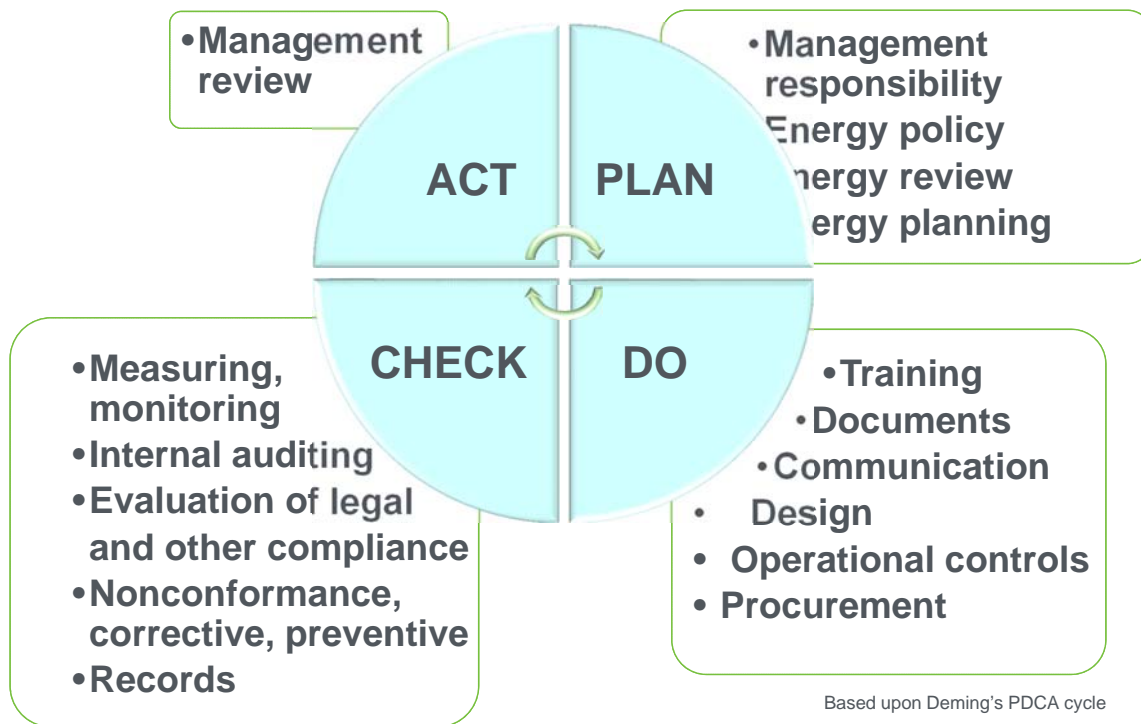 •Management
review
•Management
responsibility
Energy policy
nergy review
ergy planning
ACT
PLAN
CHECK
DO
•Measuring,
monitoring
•Internal auditing
•Evaluation of legal
and other compliance
•Nonconformance,
corrective, preventive
•Records
•Training
•Documents
•Communication
• Design
• Operational controls
• Procurement
Based upon Deming's PDCA cycle